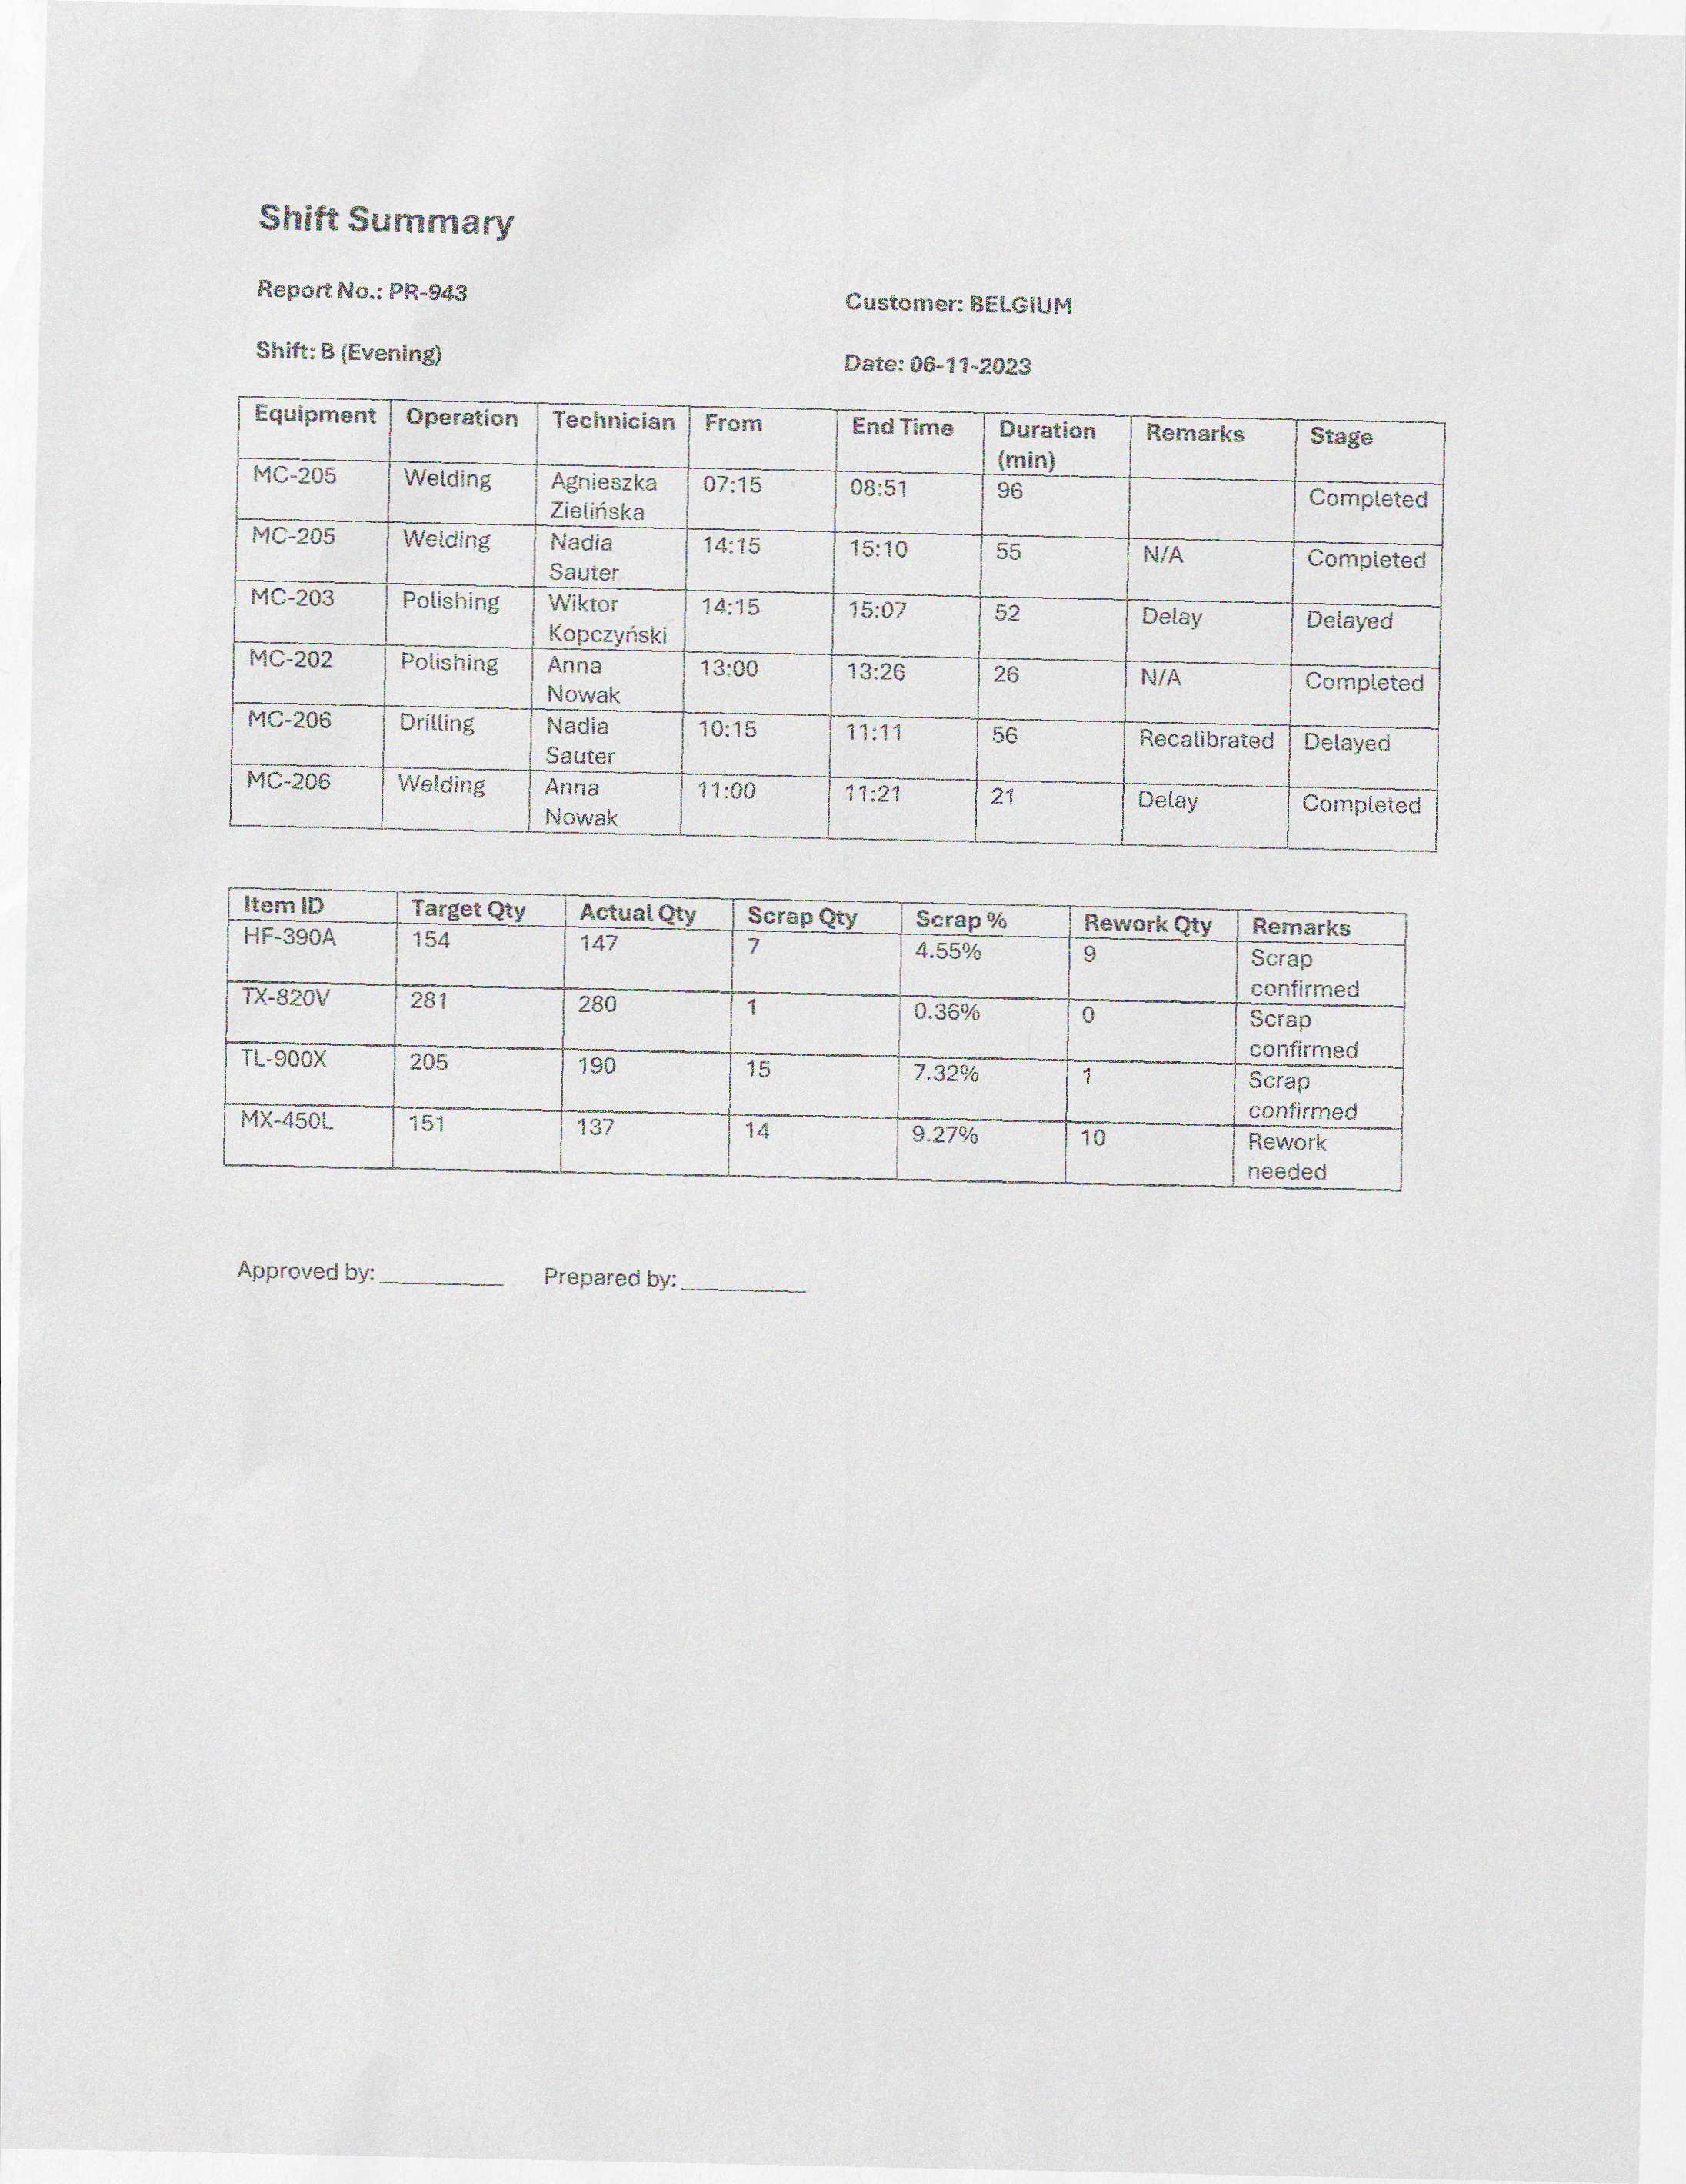 Shift Summary
Report No.: PR-943
Customer: BELGIUM
Shift: B (Evening)
Date: 06-11-2023
Equipment Operation Technician From End Time Duration (min) Remarks Stage
MC-205 Welding Agnieszka Zielińska 07:15 08:51 96 Completed
MC-205 Welding Nadia Sauter 14:15 15:10 55 N/A Completed
MC-203 Polishing Wiktor Kopczyński 14:15 15:07 52 Delay Delayed
MC-202 Polishing Anna Nowak 13:00 13:26 26 N/A Completed
MC-206 Drilling Nadia Sauter 10:15 11:11 56 Recalibrated Delayed
MC-206 Welding Anna Nowak 11:00 11:21 21 Delay Completed
Item ID Target Qty Actual Qty Scrap Qty Scrap % Rework Qty Remarks
HF-390A 154 147 7 4.55% 9 Scrap confirmed
TX-820V 281 280 1 0.36% 0 Scrap confirmed
TL-900X 205 190 15 7.32% 1 Scrap confirmed
MX-450L 151 137 14 9.27% 10 Rework needed
Approved by: __________ Prepared by: __________